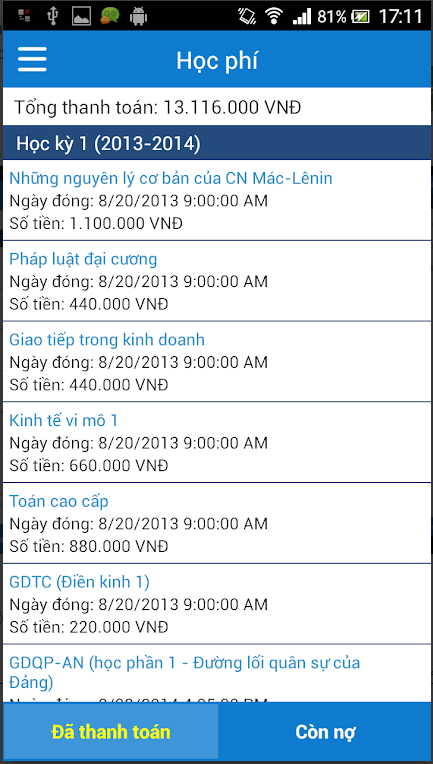 81% 17:11
Học phí
Tổng thanh toán: 13.116.000 VNĐ
Học kỳ 1 (2013-2014)
Những nguyên lý cơ bản của CN Mác-Lênin
Ngày đóng: 8/20/2013 9:00:00 AM
Số tiền: 1.100.000 VNĐ
Pháp luật đại cương
Ngày đóng: 8/20/2013 9:00:00 AM
Số tiền: 440.000 VNĐ
Giao tiếp trong kinh doanh
Ngày đóng: 8/20/2013 9:00:00 AM
Số tiền: 440.000 VNĐ
Kinh tế vi mô 1
Ngày đóng: 8/20/2013 9:00:00 AM
Số tiền: 660.000 VNĐ
Toán cao cấp
Ngày đóng: 8/20/2013 9:00:00 AM
Số tiền: 880.000 VNĐ
GDTC (Điền kinh 1)
Ngày đóng: 8/20/2013 9:00:00 AM
Số tiền: 220.000 VNĐ
GDQP-AN (học phần 1 - Đường lối quân sự của
Đảng)
Đã thanh toán
Còn nợ